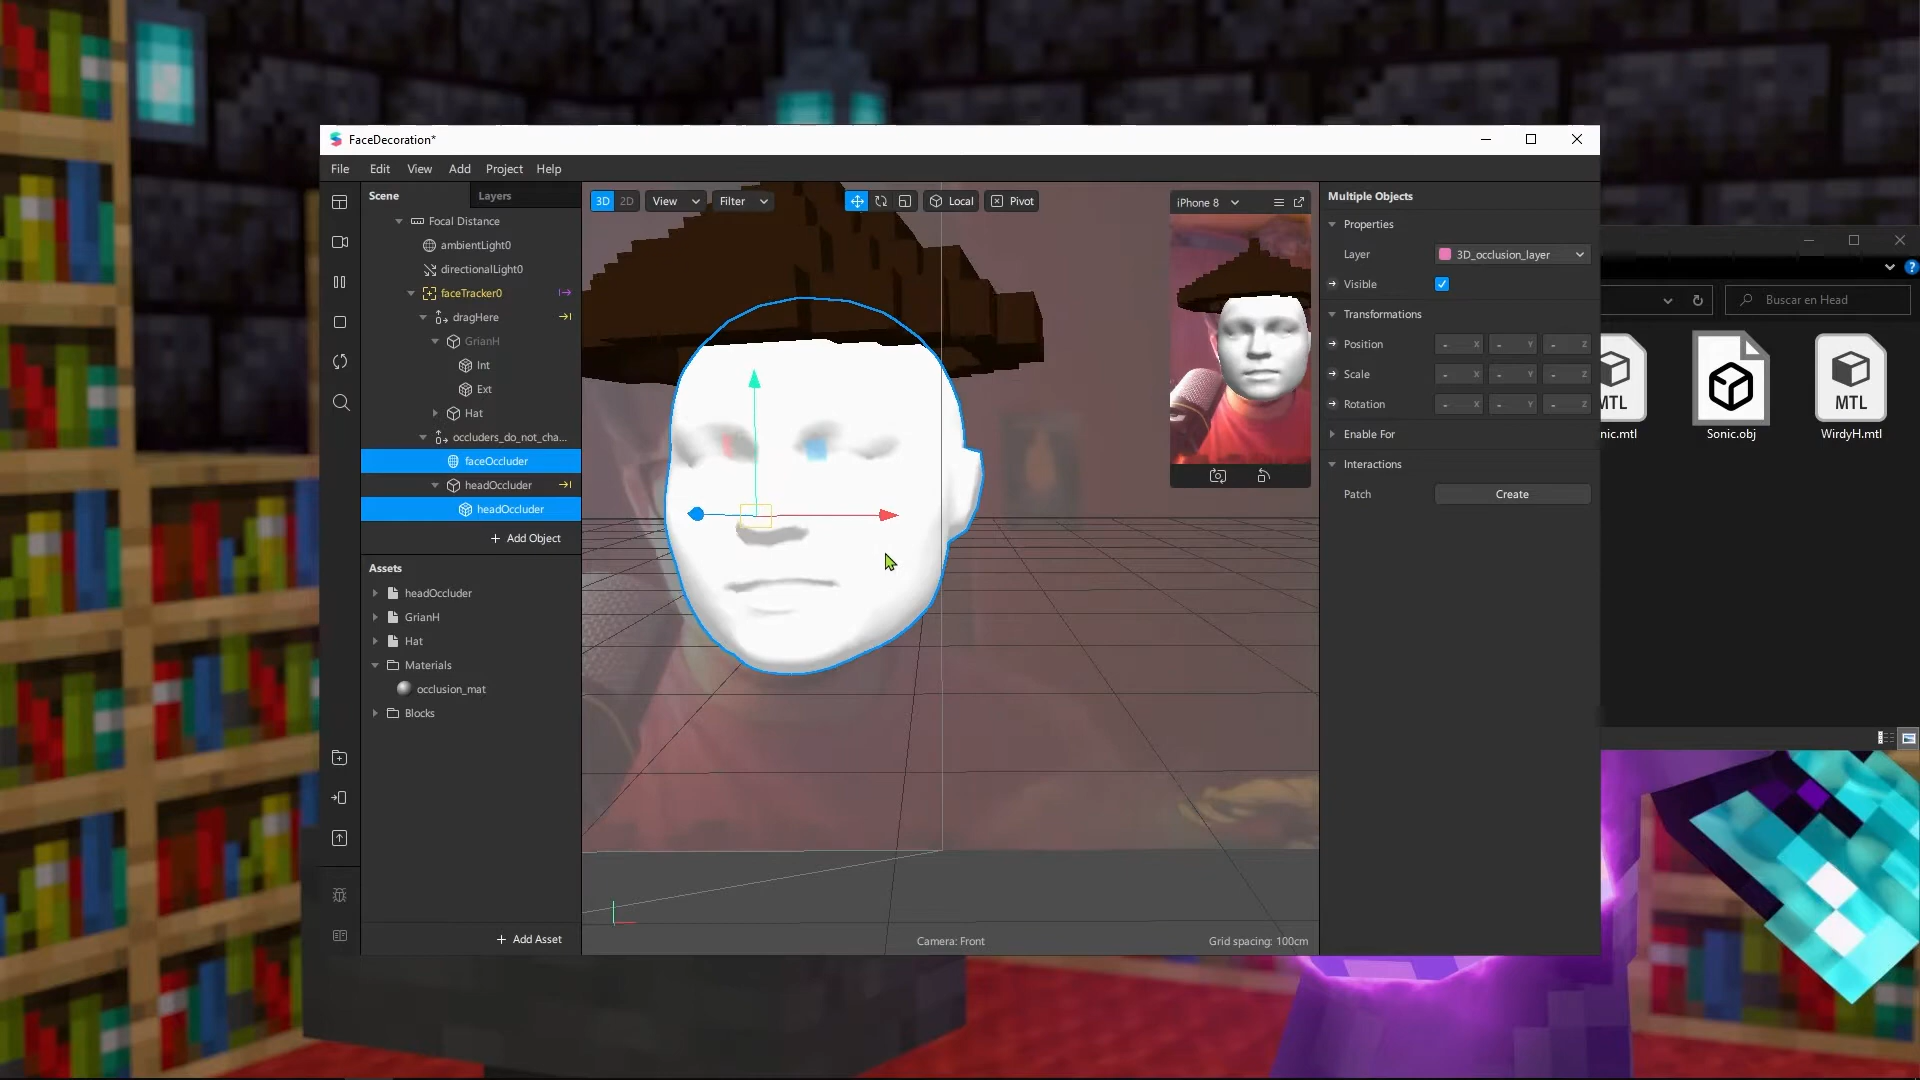 FaceDecoration*
File Edit View Add Project Help
Scene Layers
Focal Distance
ambientLight0
directionalLight0
faceTracker0
dragHere
GrianH
Int
Ext
Hat
occluders_do_not_cha...
faceOccluder
headOccluder
headOccluder
+ Add Object
Assets
headOccluder
GrianH
Hat
Materials
occlusion_mat
Blocks
+ Add Asset
3D 2D View Filter Local Pivot
iPhone 8
Camera: Front
Grid spacing: 100cm
Multiple Objects
Properties
Layer 3D_occlusion_layer
Visible
Transformations
Position - X - Y - Z
Scale - X - Y - Z
Rotation - X - Y - Z
Enable For
Interactions
Patch Create
?
Buscar en Head
MTL MTL
nic.mtl Sonic.obj WirdyH.mtl